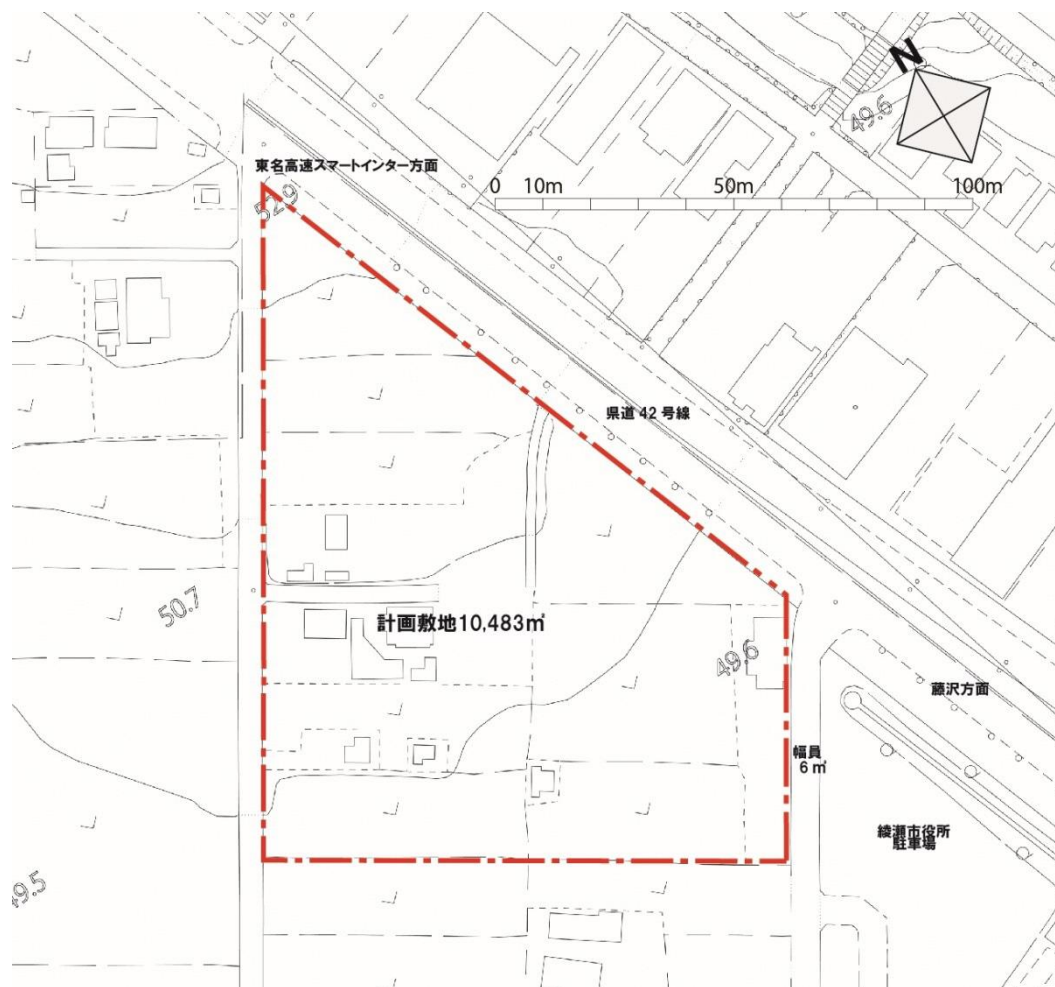 N
49.6
東名高速スマートインター方面
52.9
0 10m 50m 100m
県道 42 号線
50.7
計画敷地10,483㎡
49.6
藤沢方面
幅員
6 ㎡
綾瀬市役所
駐車場
49.5